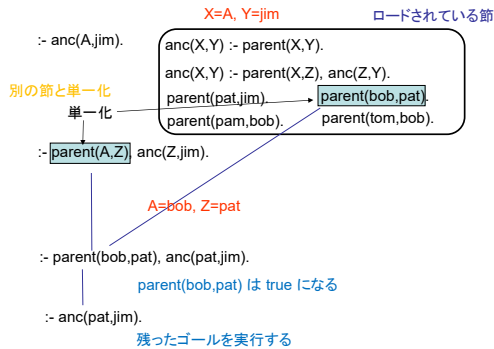 X=A, Y=jim
ロードされている節
:- anc(A,jim).
anc(X,Y) :- parent(X,Y).
anc(X,Y) :- parent(X,Z), anc(Z,Y).
別の節と単一化
parent(pat,jim). parent(bob,pat).
単一化
parent(pam,bob). parent(tom,bob).
:- parent(A,Z), anc(Z,jim).
A=bob, Z=pat
:- parent(bob,pat), anc(pat,jim).
parent(bob,pat) は true になる
:- anc(pat,jim).
残ったゴールを実行する